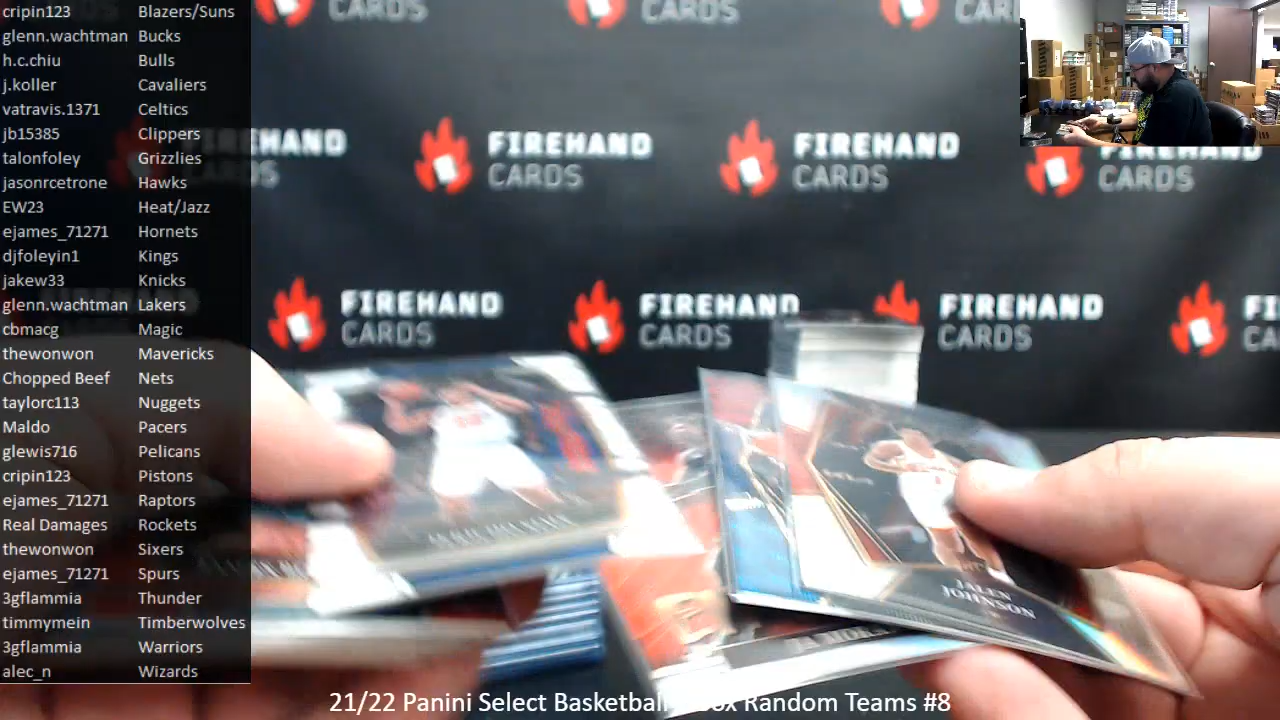 cripin123 Blazers/Suns
glenn.wachtman Bucks
h.c.chiu Bulls
j.koller Cavaliers
vatravis.1371 Celtics
jb15385 Clippers
talonfoley Grizzlies
jasonrcetrone Hawks
EW23 Heat/Jazz
ejames_71271 Hornets
djfoleyin1 Kings
jakew33 Knicks
glenn.wachtman Lakers
cbmacg Magic
thewonwon Mavericks
Chopped Beef Nets
taylorc113 Nuggets
Maldo Pacers
glewis716 Pelicans
cripin123 Pistons
ejames_71271 Raptors
Real Damages Rockets
thewonwon Sixers
ejames_71271 Spurs
3gflammia Thunder
timmymein Timberwolves
3gflammia Warriors
alec_n Wizards
CARDS CARDS CAR
FIREHAND FIREHAND FIREHAND
CARDS CARDS CARDS
FIREHAND FIREHAND FIREHAND
CARDS CARDS CARDS
JALEN
JOHNSON
21/22 Panini Select Basketball Random Teams #8